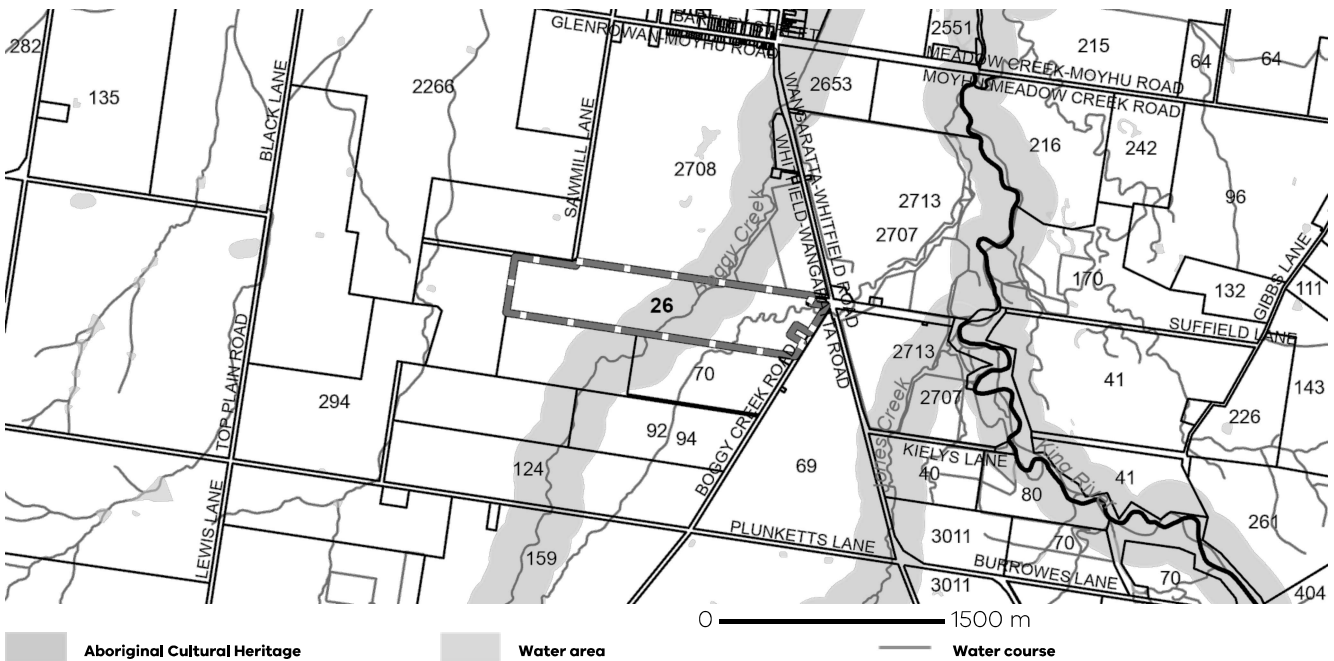 BARTLEY STREET
GLENROWAN-MOYHU ROAD
2551
215
282
64
64
MEADOW CREEK-MOYHU ROAD
MOYHU-MEADOW CREEK ROAD
135
2266
2653
BLACK LANE
SAWMILL LANE
WANGARATTA-WHITFIELD ROAD
WHITFIELD-WANGARATTA ROAD
2708
216
242
96
2713
2707
Boggy Creek
170
132
111
GIBBS LANE
SUFFIELD LANE
26
TOP PLAIN ROAD
2713
2707
70
41
143
226
294
92
94
BOGGY CREEK ROAD
Jones Creek
KIELYS LANE
40
King River
41
80
124
69
261
LEWIS LANE
PLUNKETTS LANE
3011
70
159
BURROWES LANE
70
3011
404
0 1500 m
Aboriginal Cultural Heritage
Water area
Water course